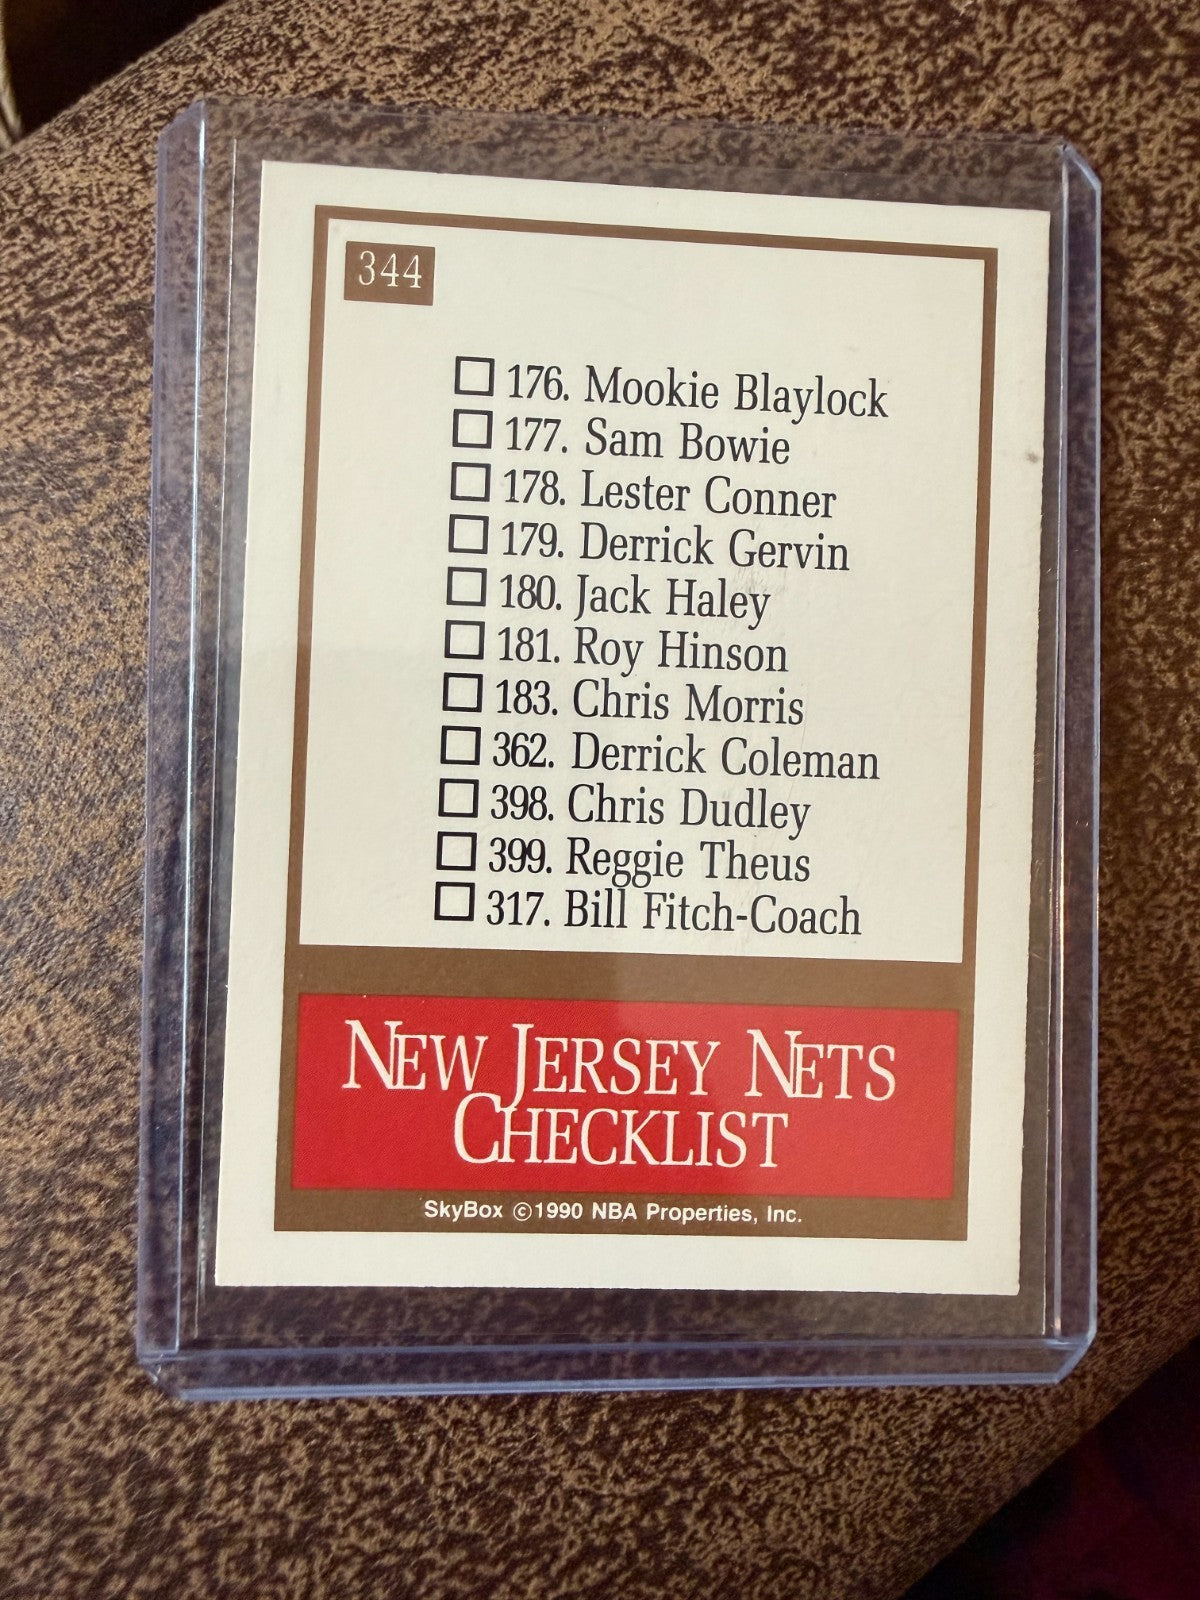 344
176. Mookie Blaylock
177. Sam Bowie
178. Lester Conner
179. Derrick Gervin
180. Jack Haley
181. Roy Hinson
183. Chris Morris
362. Derrick Coleman
398. Chris Dudley
399. Reggie Theus
317. Bill Fitch-Coach
NEW JERSEY NETS
CHECKLIST
SkyBox ©1990 NBA Properties, Inc.